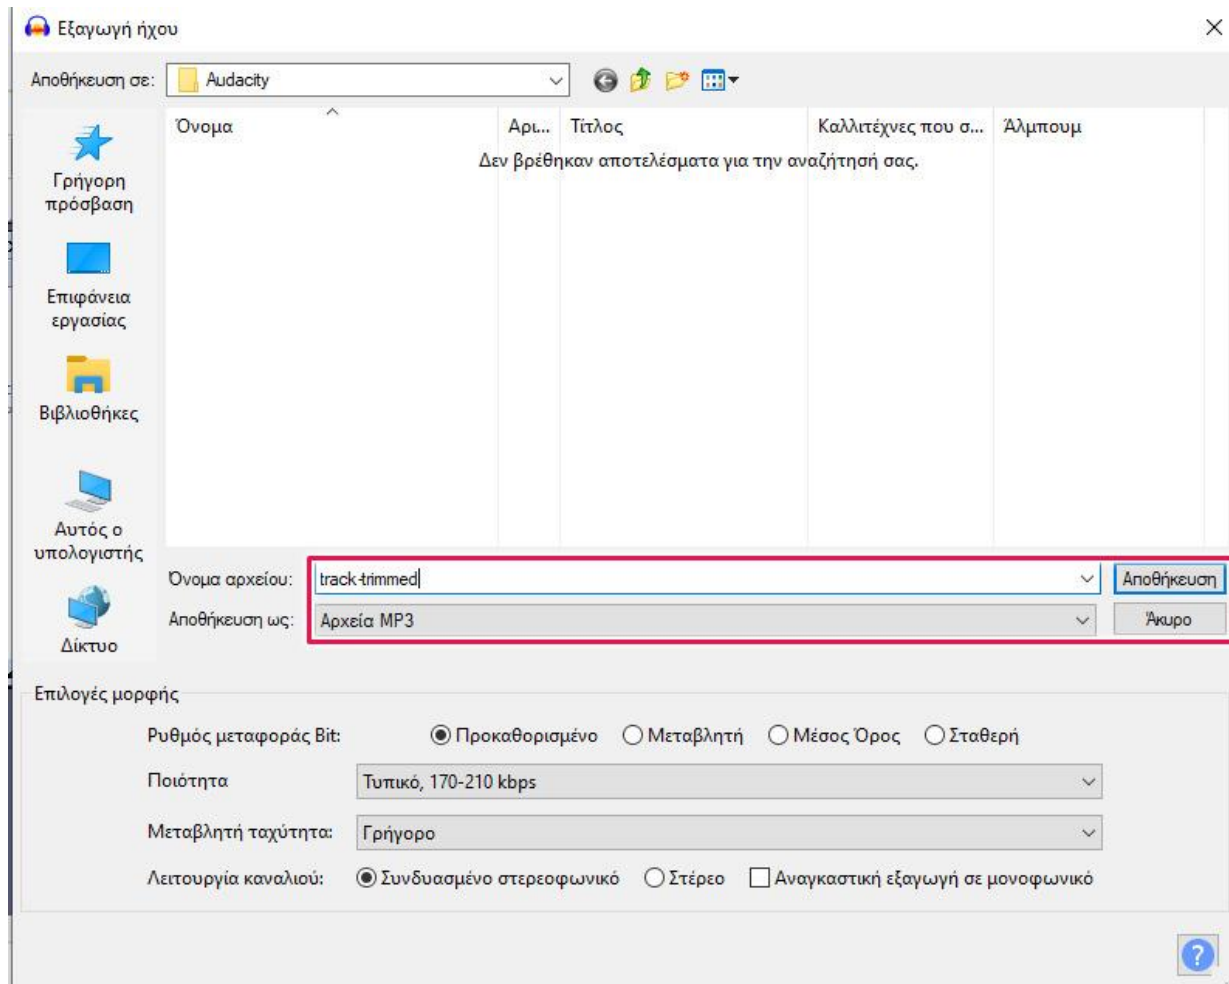 Εξαγωγή ήχου
Αποθήκευση σε: Audacity
Όνομα Αρι... Τίτλος Καλλιτέχνες που σ... Άλμπουμ
Δεν βρέθηκαν αποτελέσματα για την αναζήτησή σας.
Γρήγορη
πρόσβαση
Επιφάνεια
εργασίας
Βιβλιοθήκες
Αυτός ο
υπολογιστής
Δίκτυο
Όνομα αρχείου: track-trimmed Αποθήκευση
Αποθήκευση ως: Αρχεία MP3 Άκυρο
Επιλογές μορφής
Ρυθμός μεταφοράς Bit: Προκαθορισμένο Μεταβλητή Μέσος Όρος Σταθερή
Ποιότητα Τυπικό, 170-210 kbps
Μεταβλητή ταχύτητα: Γρήγορο
Λειτουργία καναλιού: Συνδυασμένο στερεοφωνικό Στέρεο Αναγκαστική εξαγωγή σε μονοφωνικό
?